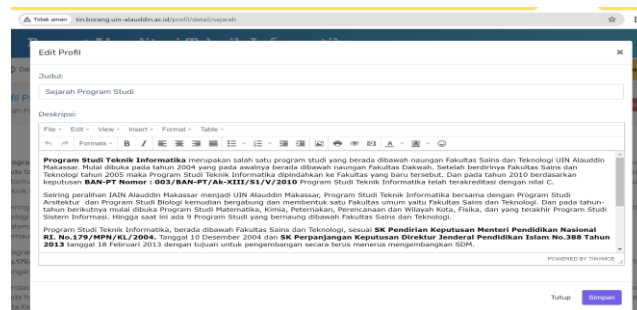 Tidak aman tin.borang.uin-alauddin.ac.id/profil/detail/sejarah
Edit Profil
Judul:
Sejarah Program Studi
Deskripsi:
File Edit View Insert Format Table
Formats B I A A
Program Studi Teknik Informatika merupakan salah satu program studi yang berada dibawah naungan Fakultas Sains dan Teknologi UIN Alauddin
Makassar. Mulai dibuka pada tahun 2004 yang pada awalnya berada dibawah naungan Fakultas Dakwah. Setelah berdirinya Fakultas Sains dan
Teknologi tahun 2005 maka Program Studi Teknik Informatika dipindahkan ke Fakultas yang baru tersebut. Dan pada tahun 2010 berdasarkan
keputusan BAN-PT Nomor : 003/BAN-PT/Ak-XIII/S1/V/2010 Program Studi Teknik Informatika telah terakreditasi dengan nilai C.
Seiring peralihan IAIN Alauddin Makassar menjadi UIN Alauddin Makassar, Program Studi Teknik Informatika bersama dengan Program Studi
Arsitektur dan Program Studi Biologi kemudian bergabung dan membentuk satu Fakultas umum yaitu Fakultas Sains dan Teknologi. Dan pada tahun-
tahun berikutnya mulai dibuka Program Studi Matematika, Kimia, Peternakan, Perencanaan dan Wilayah Kota, Fisika, dan yang terakhir Program Studi
Sistem Informasi. Hingga saat ini ada 9 Program Studi yang bernaung dibawah Fakultas Sains dan Teknologi.
Program Studi Teknik Informatika, berada dibawah Fakultas Sains dan Teknologi, sesuai SK Pendirian Keputusan Menteri Pendidikan Nasional
RI. No.179/MPN/KL/2004. Tanggal 10 Desember 2004 dan SK Perpanjangan Keputusan Direktur Jenderal Pendidikan Islam No.388 Tahun
2013 tanggal 18 Februari 2013 dengan tujuan untuk pengembangan secara terus menerus mengembangkan SDM.
POWERED BY TINYMCE
Tutup Simpan